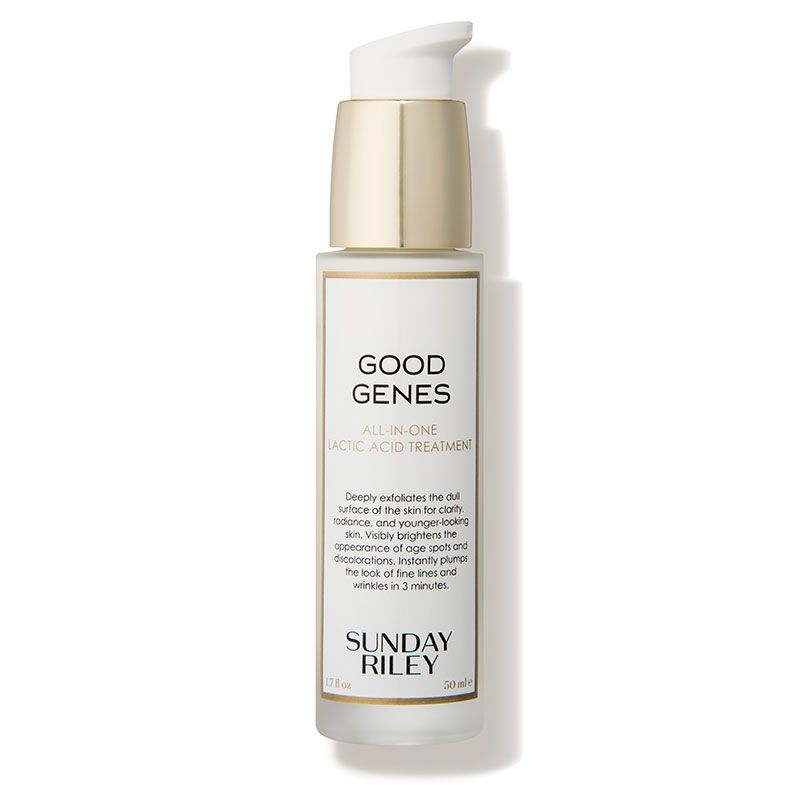 GOOD
GENES
ALL-IN-ONE
LACTIC ACID TREATMENT
Deeply exfoliates the dull
surface of the skin for clarity,
radiance, and younger-looking
skin. Visibly brightens the
appearance of age spots and
discolorations. Instantly plumps
the look of fine lines and
wrinkles in 3 minutes.
SUNDAY
RILEY
1.7 fl oz 50 ml e